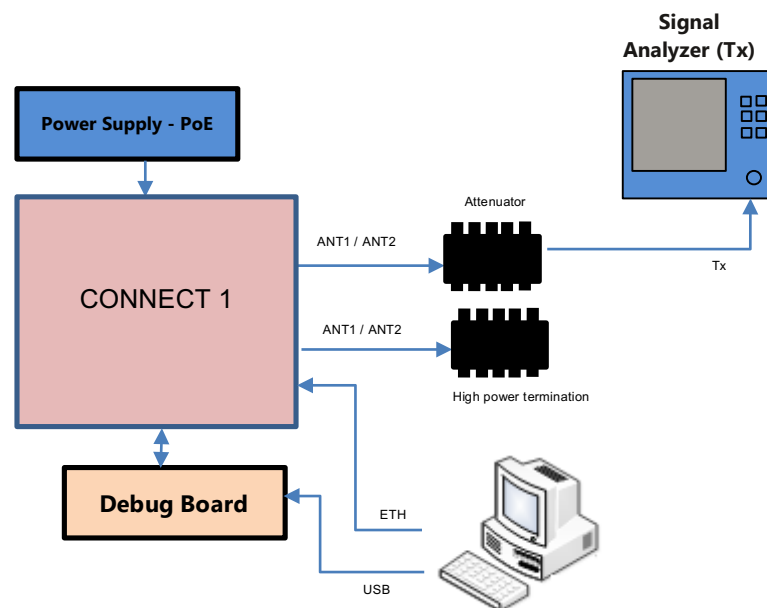 Signal
Analyzer (Tx)
Power Supply - PoE
Attenuator
ANT1 / ANT2
Tx
CONNECT 1
ANT1 / ANT2
High power termination
Debug Board
ETH
USB